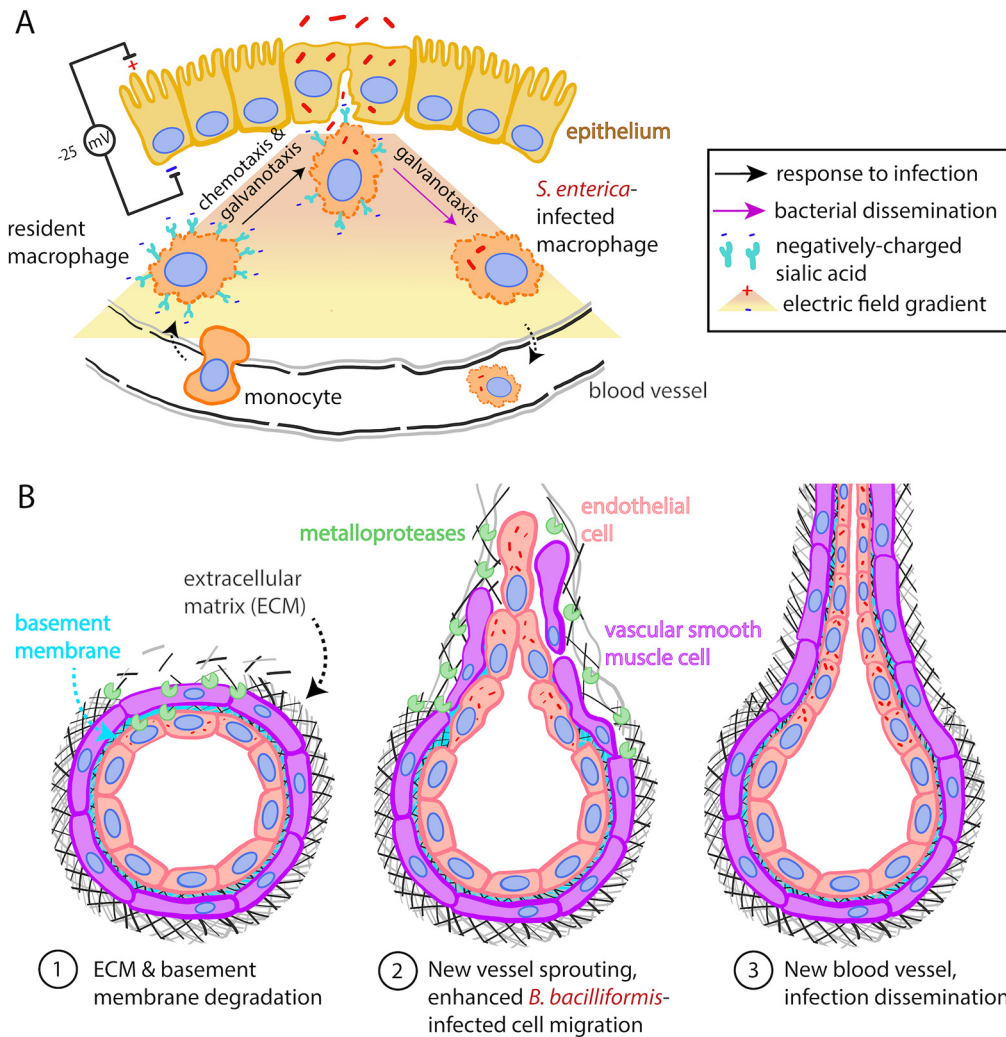 A
+
-25
mV
-
chemotaxis &
galvanotaxis
galvanotaxis
epithelium
S. enterica-
infected
macrophage
resident
macrophage
monocyte
blood vessel
response to infection
bacterial dissemination
negatively-charged
sialic acid
+
electric field gradient
-
B
metalloproteases
endothelial
cell
extracellular
matrix (ECM)
basement
membrane
vascular smooth
muscle cell
1 ECM & basement
membrane degradation
2 New vessel sprouting,
enhanced B. bacilliformis-
infected cell migration
3 New blood vessel,
infection dissemination